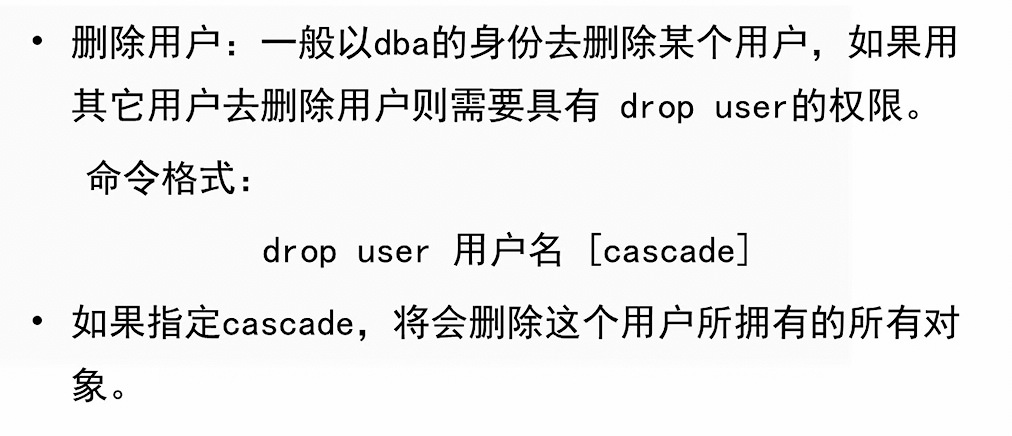 • 删除用户：一般以dba的身份去删除某个用户，如果用
其它用户去删除用户则需要具有 drop user的权限。
命令格式：
drop user 用户名 [cascade]
• 如果指定cascade，将会删除这个用户所拥有的所有对
象。